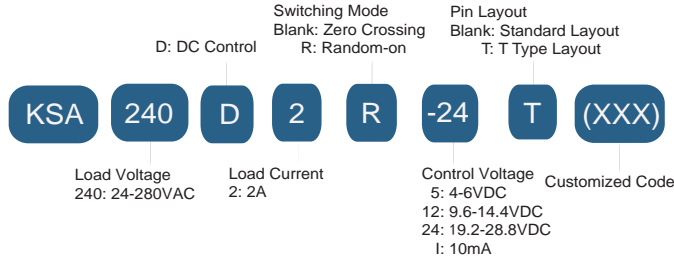 Switching Mode
Blank: Zero Crossing
R: Random-on
Pin Layout
Blank: Standard Layout
T: T Type Layout
D: DC Control
KSA 240 D 2 R -24 T (XXX)
Load Voltage
240: 24-280VAC
Load Current
2: 2A
Control Voltage
5: 4-6VDC
12: 9.6-14.4VDC
24: 19.2-28.8VDC
I: 10mA
Customized Code